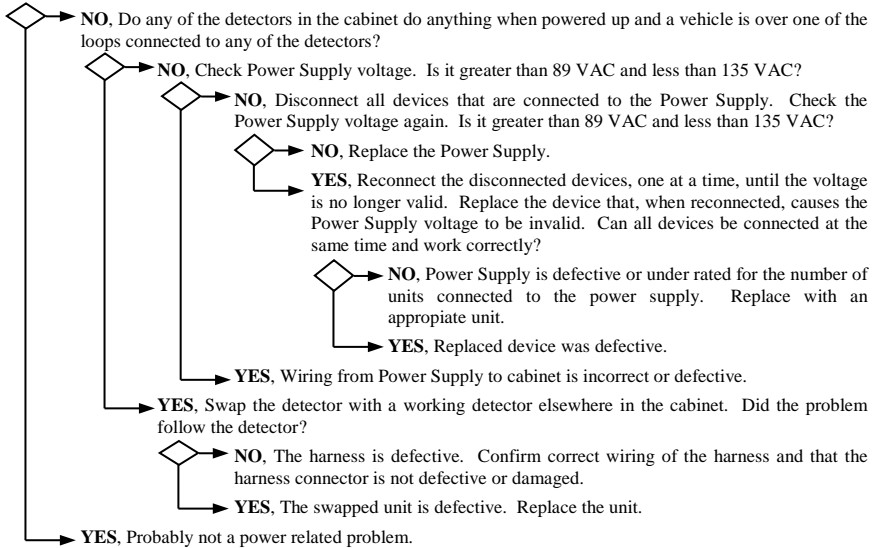 NO, Do any of the detectors in the cabinet do anything when powered up and a vehicle is over one of the
loops connected to any of the detectors?
NO, Check Power Supply voltage. Is it greater than 89 VAC and less than 135 VAC?
NO, Disconnect all devices that are connected to the Power Supply. Check the
Power Supply voltage again. Is it greater than 89 VAC and less than 135 VAC?
NO, Replace the Power Supply.
YES, Reconnect the disconnected devices, one at a time, until the voltage
is no longer valid. Replace the device that, when reconnected, causes the
Power Supply voltage to be invalid. Can all devices be connected at the
same time and work correctly?
NO, Power Supply is defective or under rated for the number of
units connected to the power supply. Replace with an
appropiate unit.
YES, Replaced device was defective.
YES, Wiring from Power Supply to cabinet is incorrect or defective.
YES, Swap the detector with a working detector elsewhere in the cabinet. Did the problem
follow the detector?
NO, The harness is defective. Confirm correct wiring of the harness and that the
harness connector is not defective or damaged.
YES, The swapped unit is defective. Replace the unit.
YES, Probably not a power related problem.